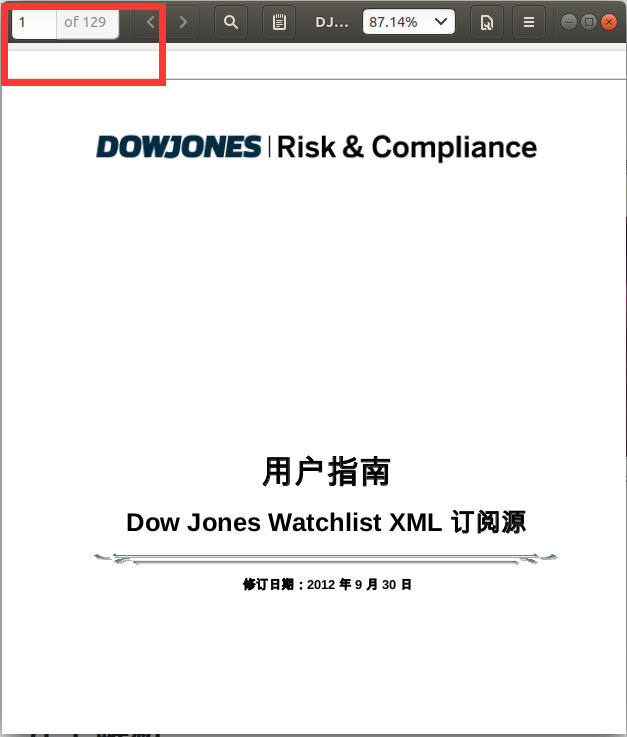 1 of 129 DJ... 87.14%
DOWJONES | Risk & Compliance
用户指南
Dow Jones Watchlist XML 订阅源
修订日期：2012 年 9 月 30 日